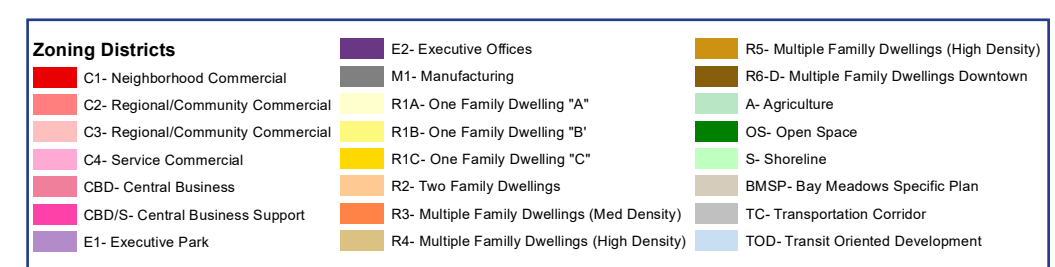 Zoning Districts
C1- Neighborhood Commercial
C2- Regional/Community Commercial
C3- Regional/Community Commercial
C4- Service Commercial
CBD- Central Business
CBD/S- Central Business Support
E1- Executive Park
E2- Executive Offices
M1- Manufacturing
R1A- One Family Dwelling "A"
R1B- One Family Dwelling "B'
R1C- One Family Dwelling "C"
R2- Two Family Dwellings
R3- Multiple Family Dwellings (Med Density)
R4- Multiple Familly Dwellings (High Density)
R5- Multiple Familly Dwellings (High Density)
R6-D- Multiple Family Dwellings Downtown
A- Agriculture
OS- Open Space
S- Shoreline
BMSP- Bay Meadows Specific Plan
TC- Transportation Corridor
TOD- Transit Oriented Development